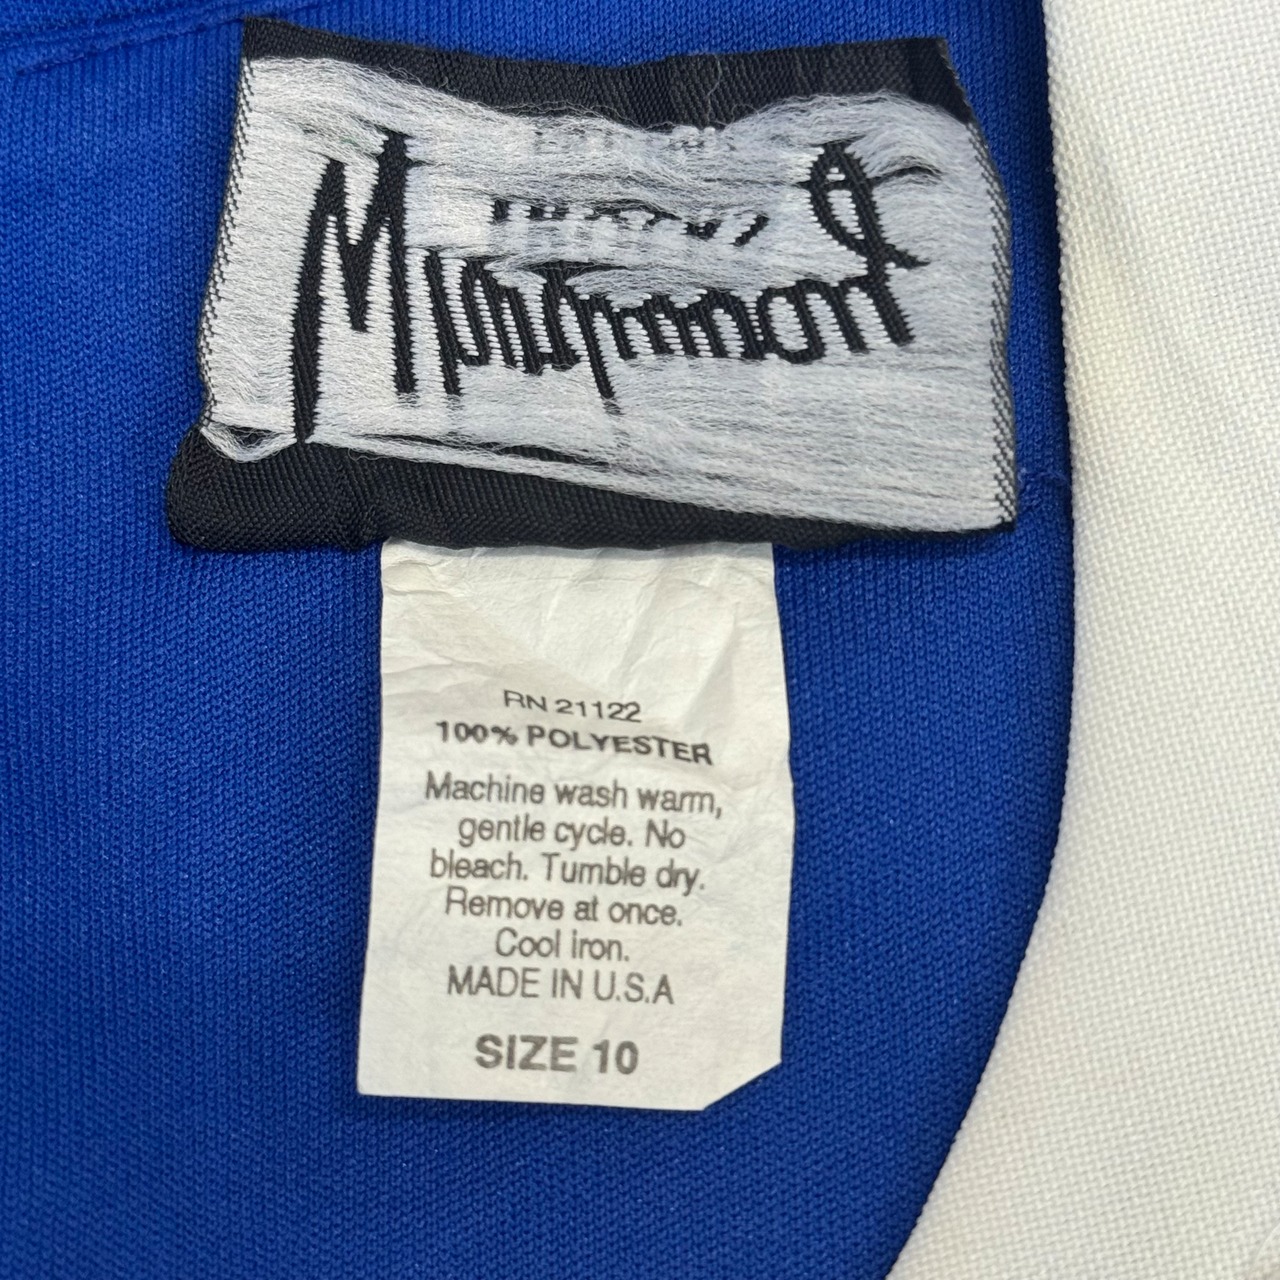 RN 21122
100% POLYESTER
Machine wash warm,
gentle cycle. No
bleach. Tumble dry.
Remove at once.
Cool iron.
MADE IN U.S.A
SIZE 10